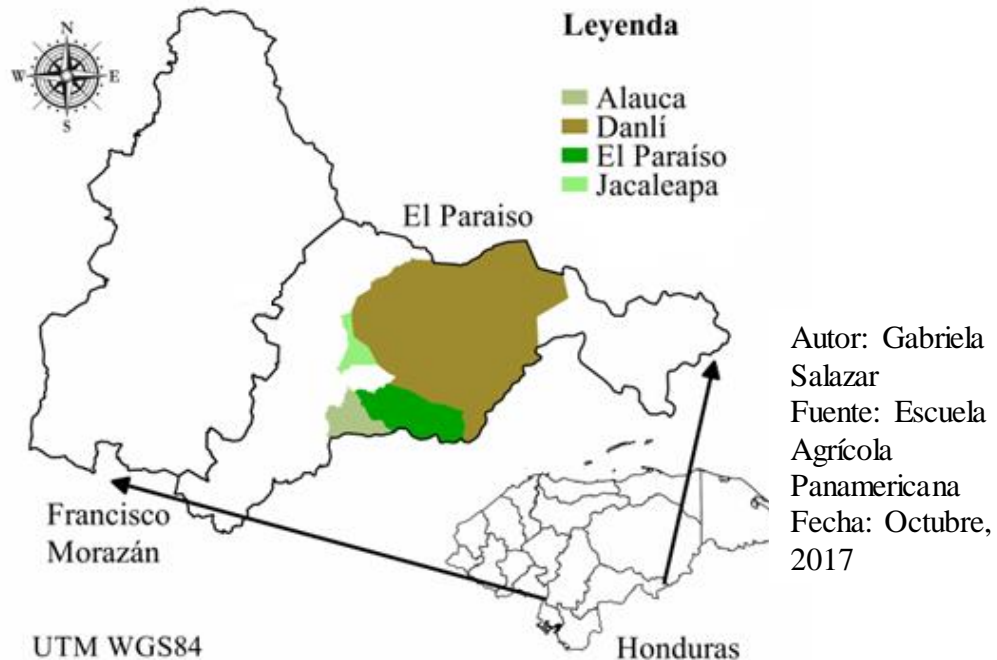 Leyenda
N
W
E
S
Alauca
Danlí
El Paraíso
Jacaleapa
El Paraiso
Autor: Gabriela
Salazar
Fuente: Escuela
Agrícola
Panamericana
Fecha: Octubre,
2017
Francisco
Morazán
UTM WGS84
Honduras